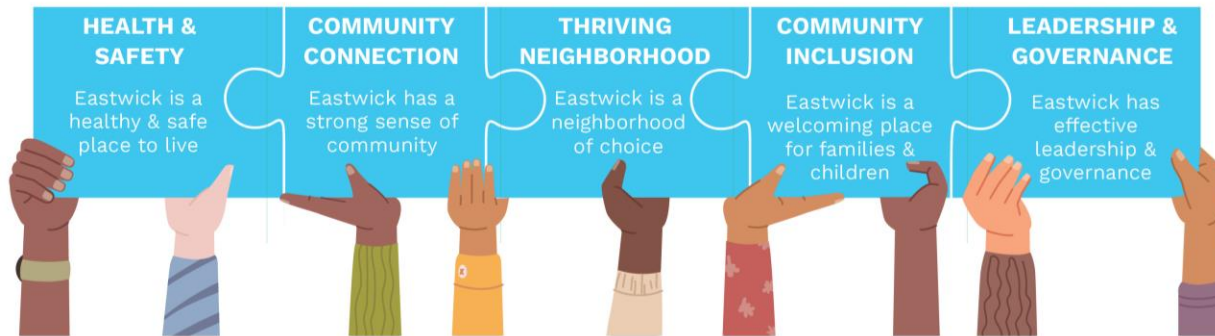 HEALTH &
SAFETY
Eastwick is a
healthy & safe
place to live
COMMUNITY
CONNECTION
Eastwick has a
strong sense of
community
THRIVING
NEIGHBORHOOD
Eastwick is a
neighborhood
of choice
COMMUNITY
INCLUSION
Eastwick is a
welcoming place
for families &
children
LEADERSHIP &
GOVERNANCE
Eastwick has
effective
leadership &
governance